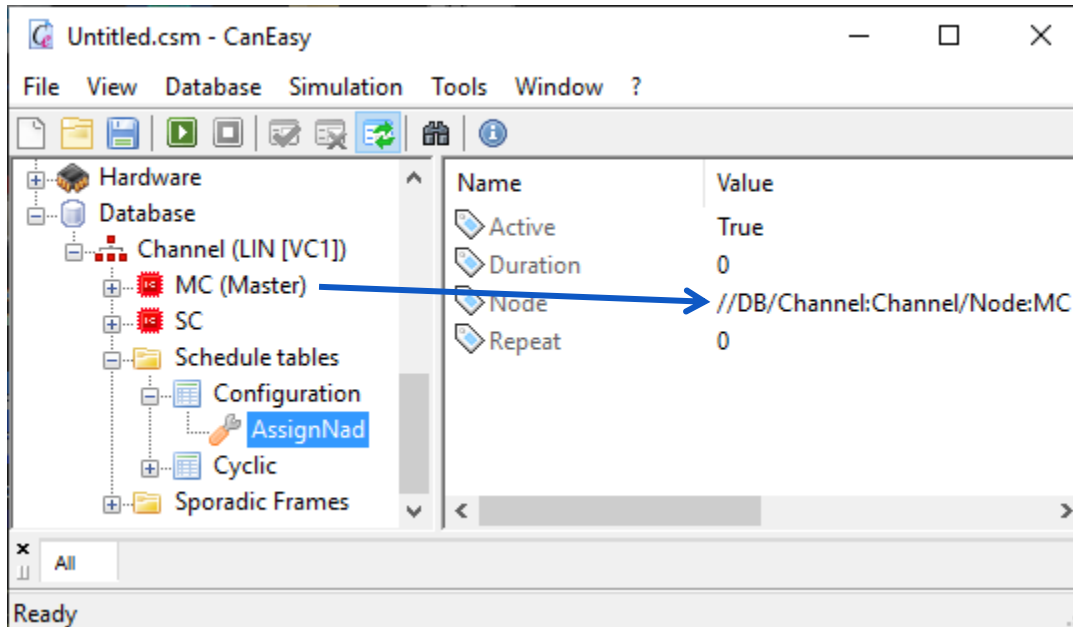 Untitled.csm - CanEasy
File View Database Simulation Tools Window ?
Hardware
Database
Channel (LIN [VC1])
MC (Master)
SC
Schedule tables
Configuration
AssignNad
Cyclic
Sporadic Frames
Name Value
Active True
Duration 0
Node //DB/Channel:Channel/Node:MC
Repeat 0
All
Ready